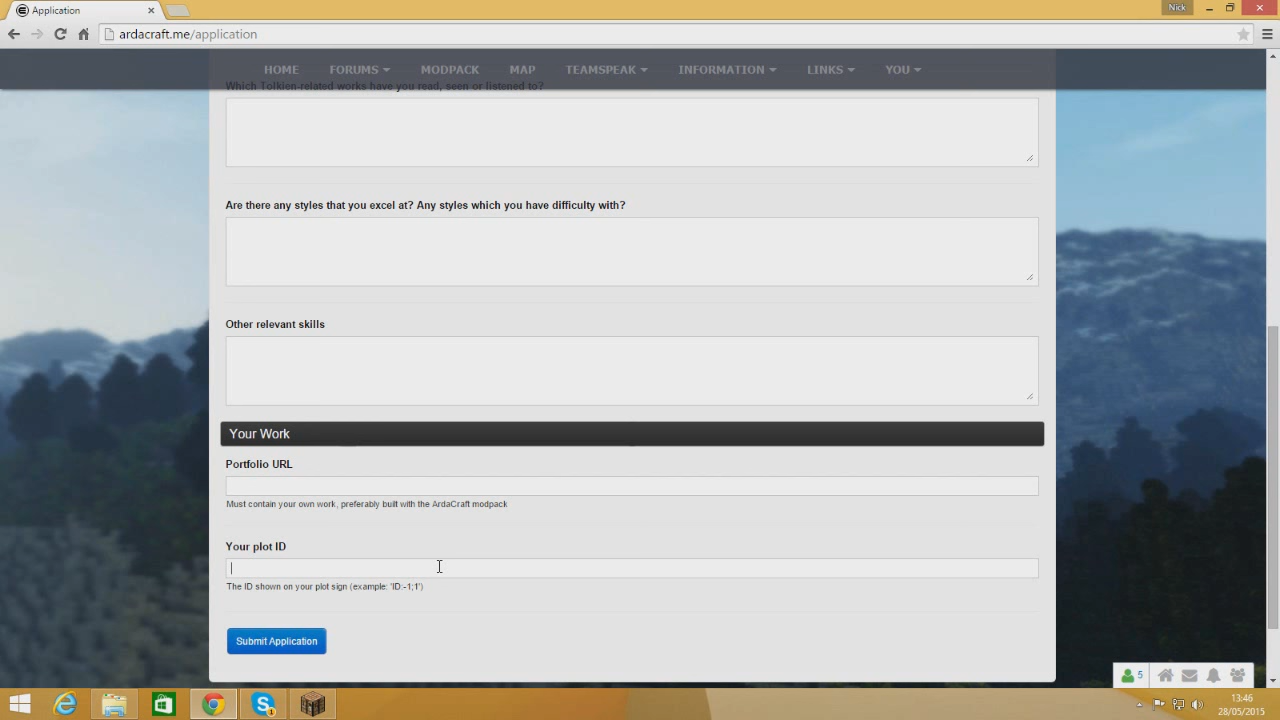 Application
Nick
ardacraft.me/application
HOME FORUMS MODPACK MAP TEAMSPEAK INFORMATION LINKS YOU
Which Tolkien-related works have you read, seen or listened to?
Are there any styles that you excel at? Any styles which you have difficulty with?
Other relevant skills
Your Work
Portfolio URL
Must contain your own work, preferably built with the ArdaCraft modpack
Your plot ID
The ID shown on your plot sign (example: 'ID:-1;1')
Submit Application
5
13:46
28/05/2015